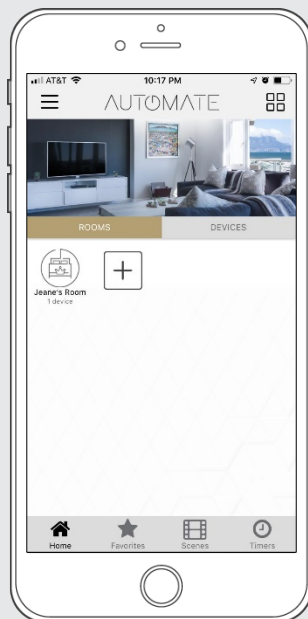 AT&T 10:17 PM
AUTOMATE
ROOMS DEVICES
Jeane's Room
1 device
Home Favorites Scenes Timers